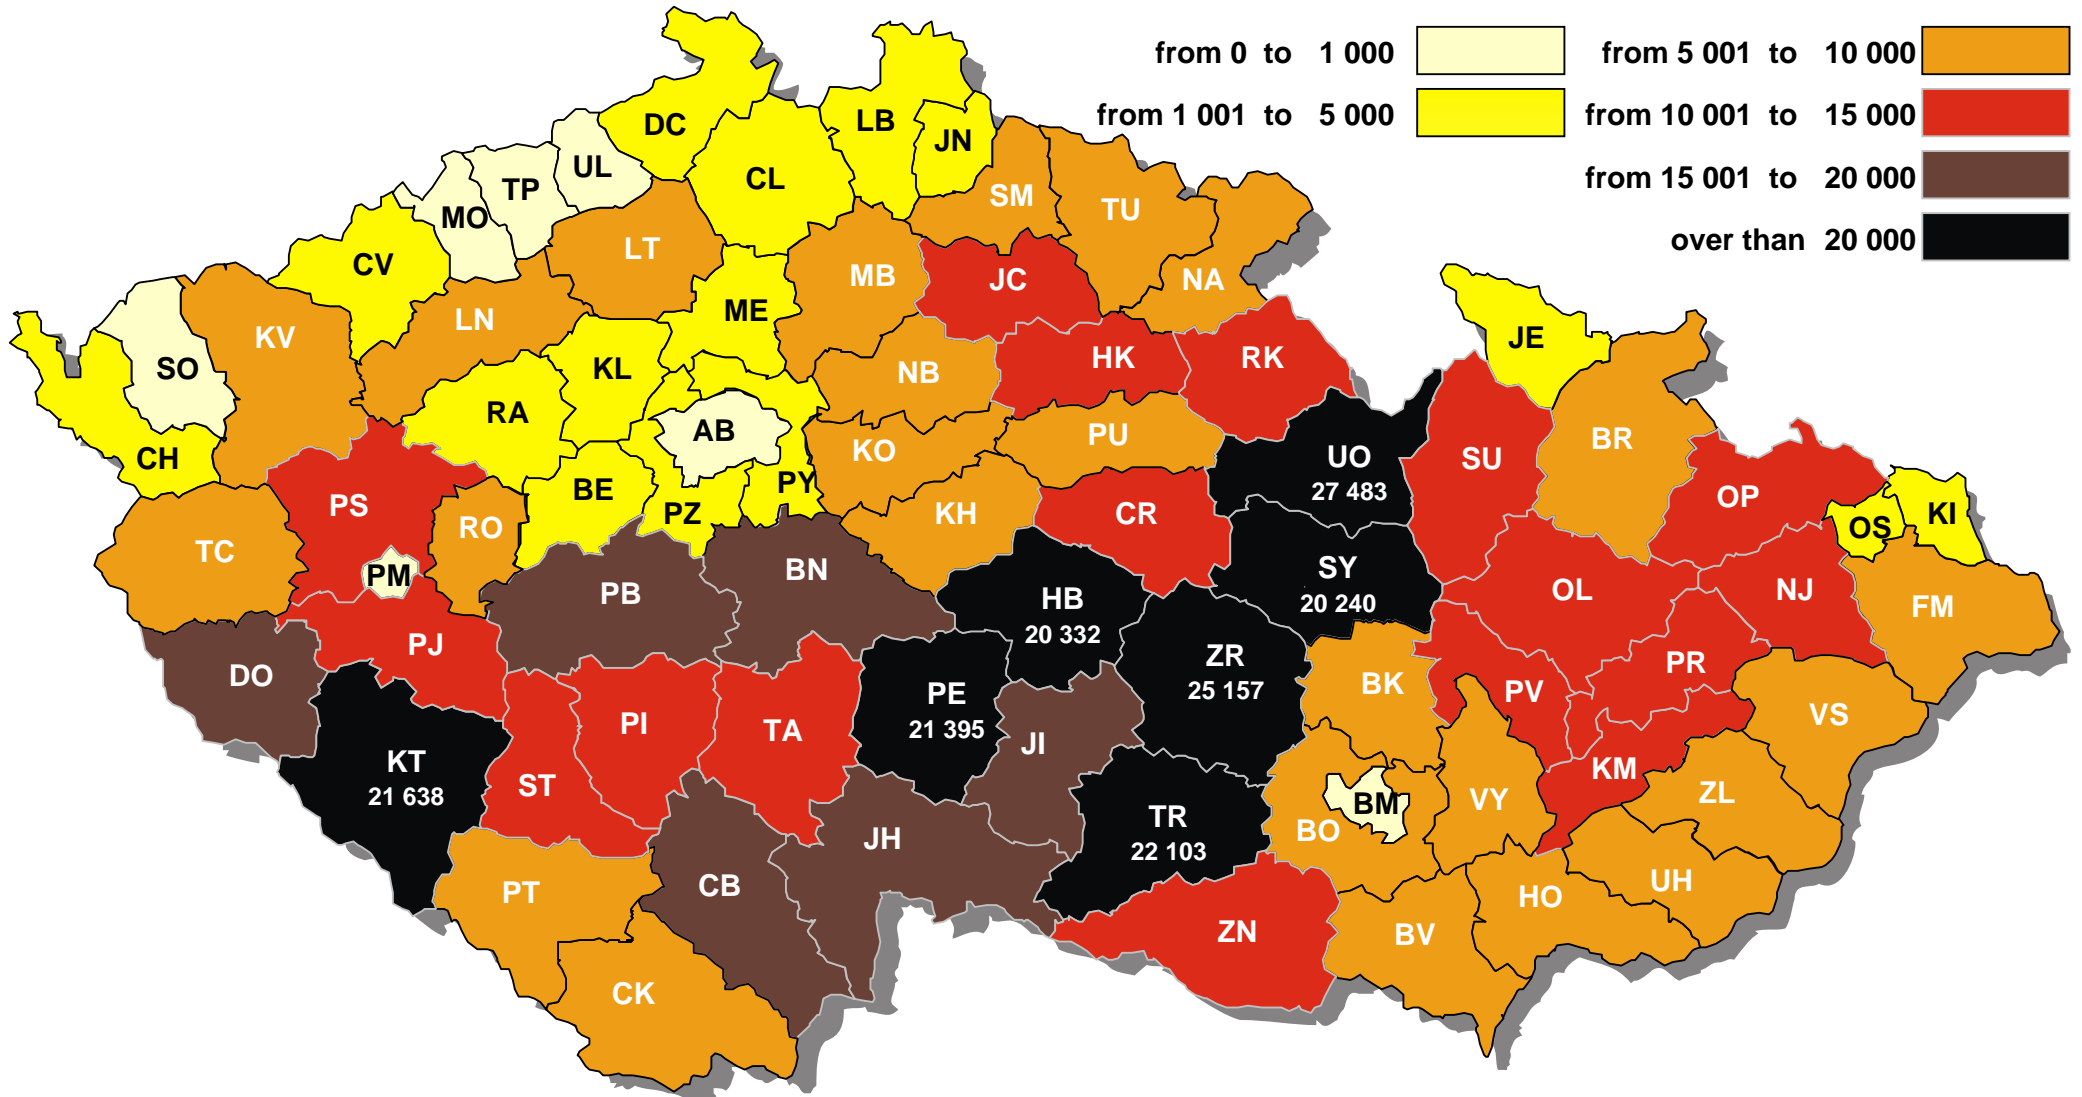 from 0 to 1 000
from 5 001 to 10 000
from 1 001 to 5 000
from 10 001 to 15 000
from 15 001 to 20 000
over than 20 000
DC
LB
JN
UL
TP
CL
MO
SM
TU
CV
LT
MB
JC
NA
ME
LN
KV
SO
KL
NB
HK
RK
JE
RA
AB
KO
PU
BR
CH
UO
27 483
SU
PS
BE
PY
PZ
KH
CR
OP
OS
KI
RO
TC
PM
PB
BN
HB
20 332
SY
20 240
OL
NJ
FM
PJ
DO
ZR
25 157
PR
BK
PV
PE
21 395
PI
TA
JI
VS
KT
21 638
ST
KM
ZL
VY
BM
BO
TR
22 103
JH
CB
PT
UH
HO
ZN
BV
CK